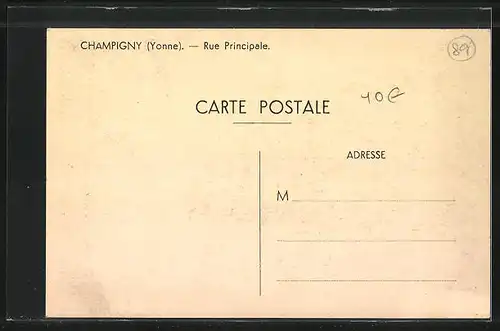 CHAMPIGNY (Yonne). — Rue Principale.
89
40€
CARTE POSTALE
ADRESSE
M